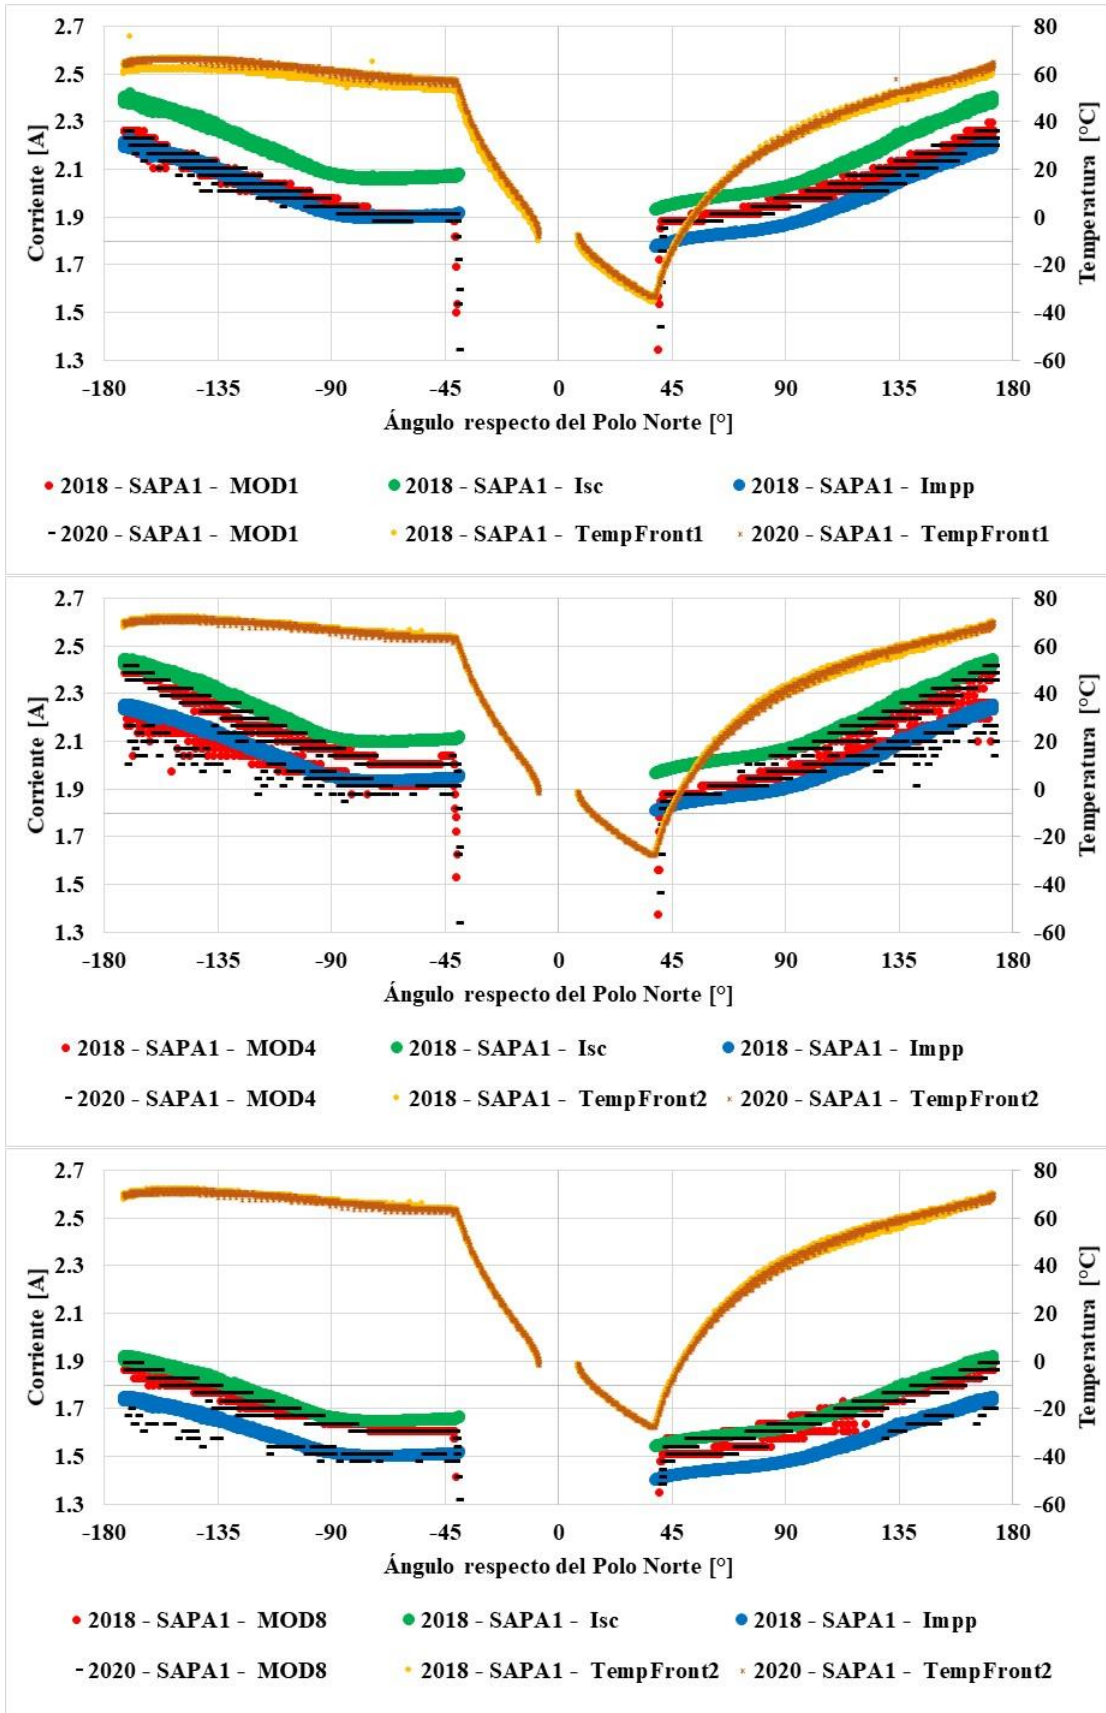 2.7 80
2.5 60
2.3 40
2.1 20
1.9 0
1.7 -20
1.5 -40
1.3 -60
Corriente [A]
Temperatura [°C]
-180 -135 -90 -45 0 45 90 135 180
Ángulo respecto del Polo Norte [°]
2018 - SAPA1 - MOD1 2018 - SAPA1 - Isc 2018 - SAPA1 - Impp
2020 - SAPA1 - MOD1 2018 - SAPA1 - TempFront1 2020 - SAPA1 - TempFront1
2.7 80
2.5 60
2.3 40
2.1 20
1.9 0
1.7 -20
1.5 -40
1.3 -60
Corriente [A]
Temperatura [°C]
-180 -135 -90 -45 0 45 90 135 180
Ángulo respecto del Polo Norte [°]
2018 - SAPA1 - MOD4 2018 - SAPA1 - Isc 2018 - SAPA1 - Impp
2020 - SAPA1 - MOD4 2018 - SAPA1 - TempFront2 2020 - SAPA1 - TempFront2
2.7 80
2.5 60
2.3 40
2.1 20
1.9 0
1.7 -20
1.5 -40
1.3 -60
Corriente [A]
Temperatura [°C]
-180 -135 -90 -45 0 45 90 135 180
Ángulo respecto del Polo Norte [°]
2018 - SAPA1 - MOD8 2018 - SAPA1 - Isc 2018 - SAPA1 - Impp
2020 - SAPA1 - MOD8 2018 - SAPA1 - TempFront2 2020 - SAPA1 - TempFront2